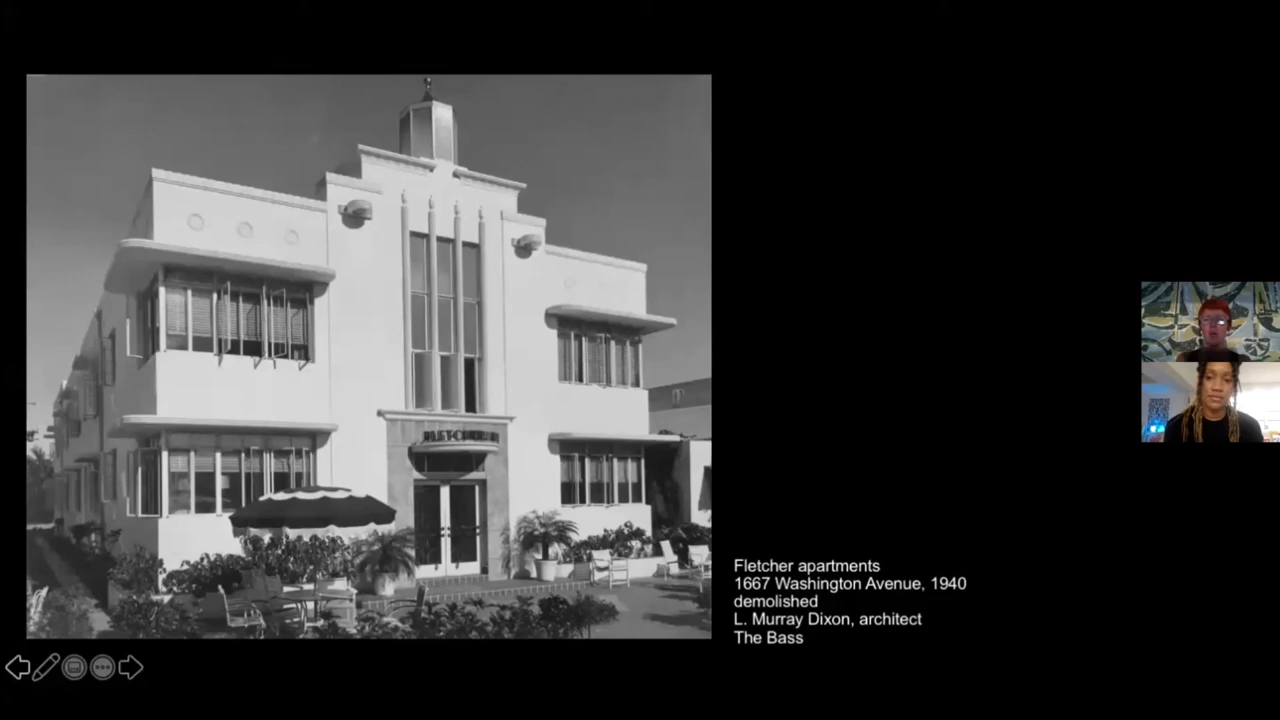 FLETCHER
Fletcher apartments
1667 Washington Avenue, 1940
demolished
L. Murray Dixon, architect
The Bass